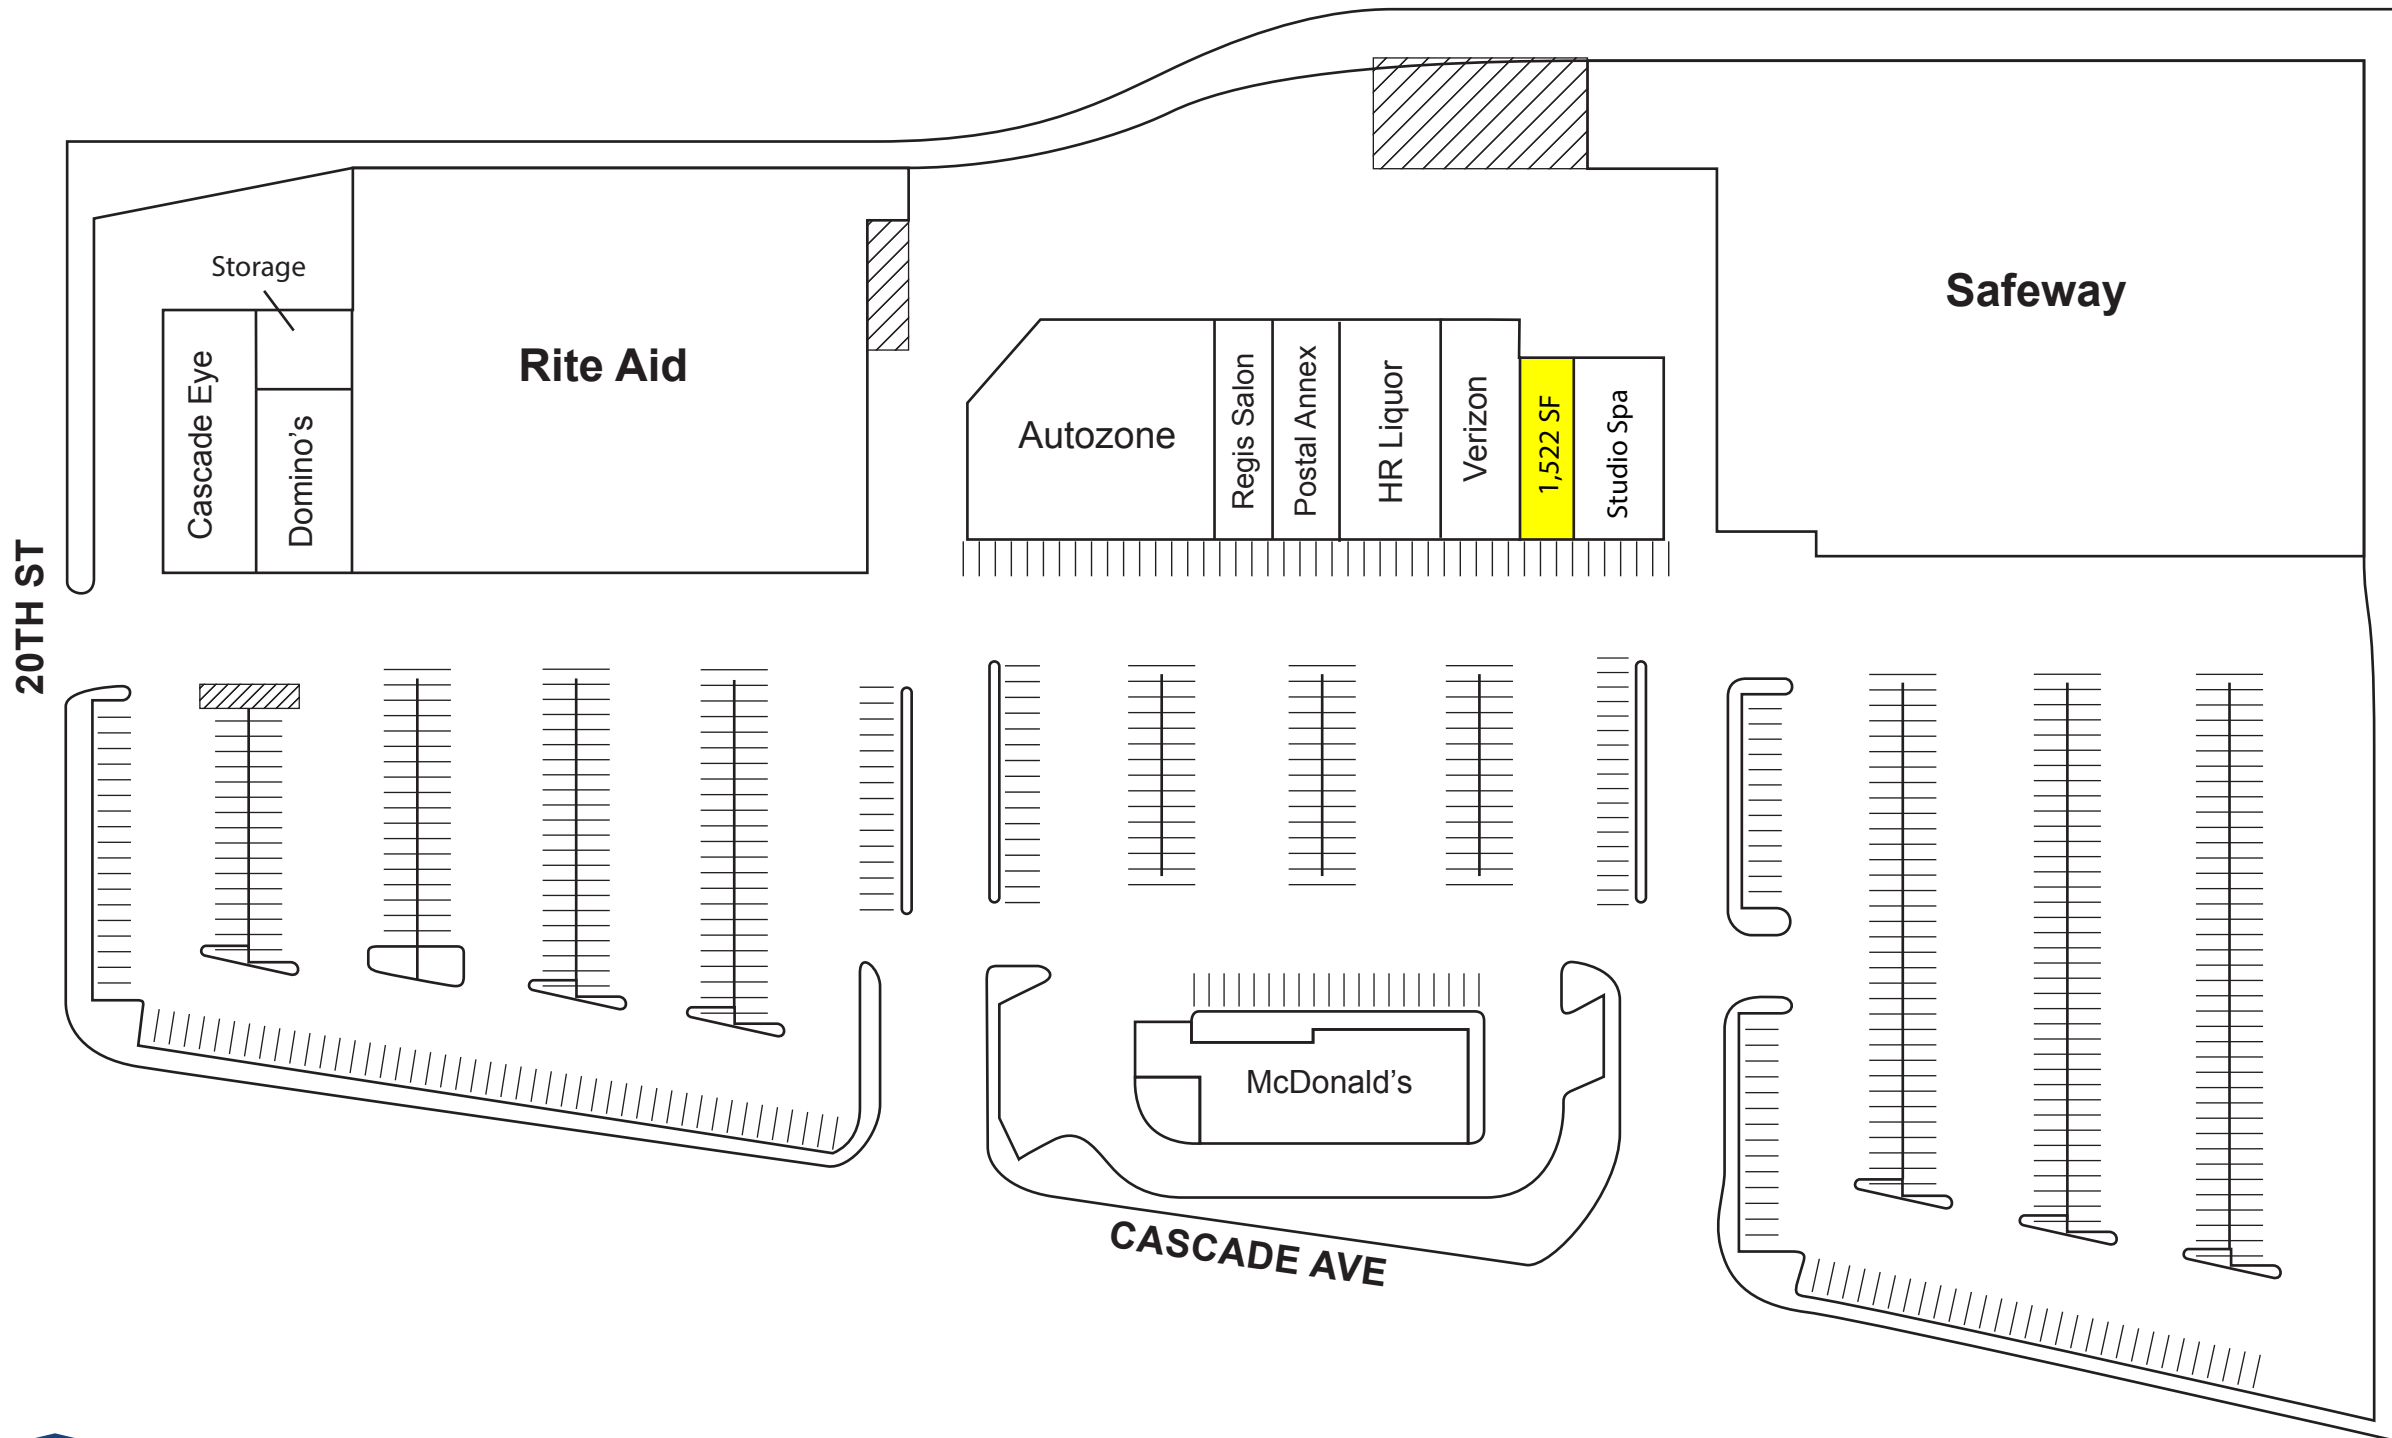 Storage
Safeway
Rite Aid
Cascade Eye
Domino's
Autozone
Regis Salon
Postal Annex
HR Liquor
Verizon
1,522 SF
Studio Spa
20TH ST
McDonald's
CASCADE AVE